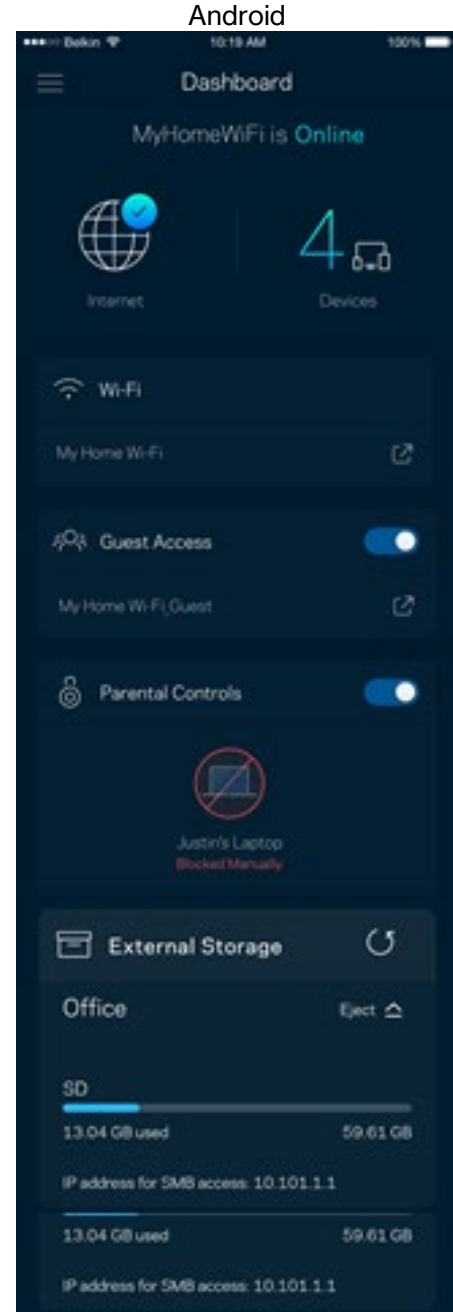 Android
Belkin 10:19 AM 100%
Dashboard
MyHomeWiFi is Online
4
Internet Devices
Wi-Fi
My Home Wi-Fi
Guest Access
My Home Wi-Fi_Guest
Parental Controls
Justin's Laptop
Blocked Manually
External Storage
Office Eject
SD
13.04 GB used 59.61 GB
IP address for SMB access: 10.101.1.1
13.04 GB used 59.61 GB
IP address for SMB access: 10.101.1.1